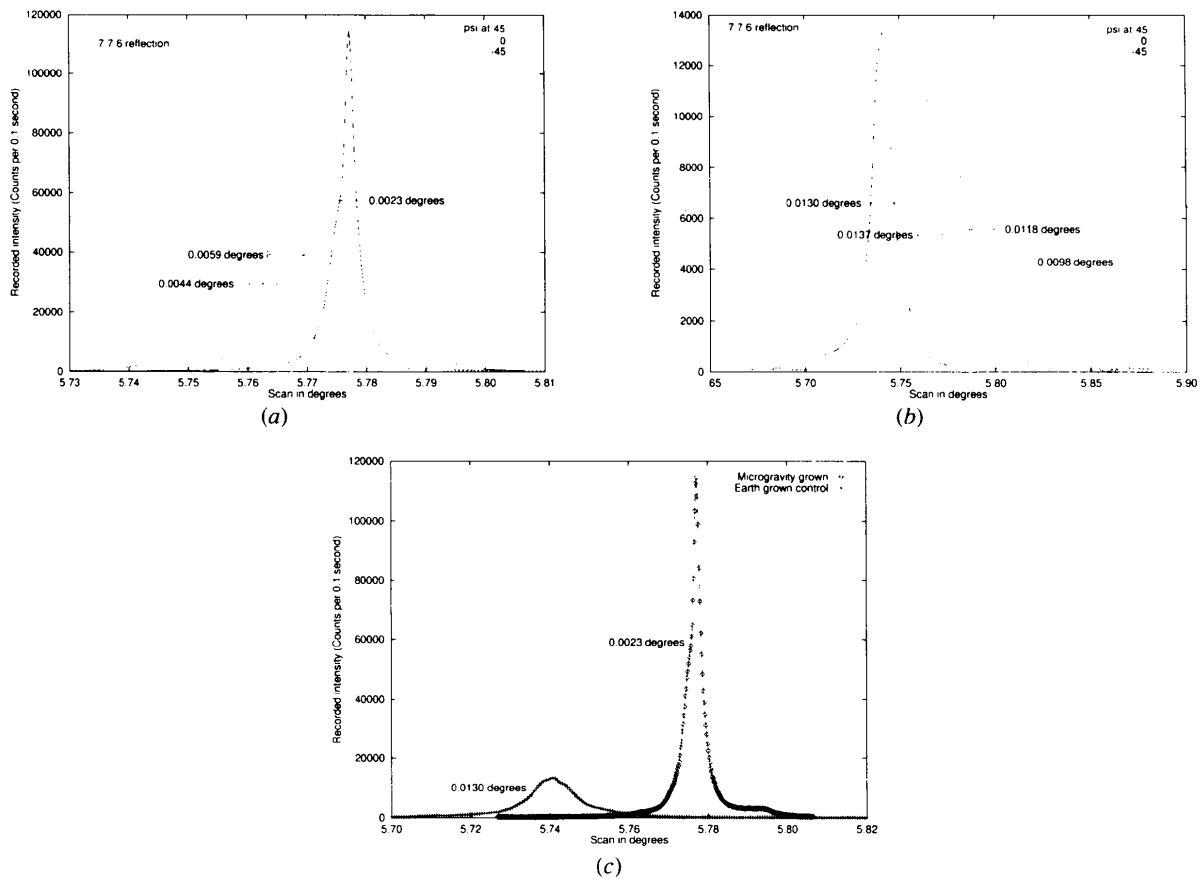 120000
100000
80000
60000
40000
20000
0
Recorded intensity (Counts per 0.1 second)
7 7 6 reflection
psi at 45
0
-45
0.0023 degrees
0.0059 degrees
0.0044 degrees
5.73 5.74 5.75 5.76 5.77 5.78 5.79 5.80 5.81
Scan in degrees
(a)
14000
12000
10000
8000
6000
4000
2000
0
Recorded intensity (Counts per 0.1 second)
7 7 6 reflection
psi at 45
0
-45
0.0130 degrees
0.0137 degrees
0.0118 degrees
0.0098 degrees
65 5.70 5.75 5.80 5.85 5.90
Scan in degrees
(b)
120000
100000
80000
60000
40000
20000
0
Recorded intensity (Counts per 0.1 second)
Microgravity grown
Earth grown control
0.0023 degrees
0.0130 degrees
5.70 5.72 5.74 5.76 5.78 5.80 5.82
Scan in degrees
(c)